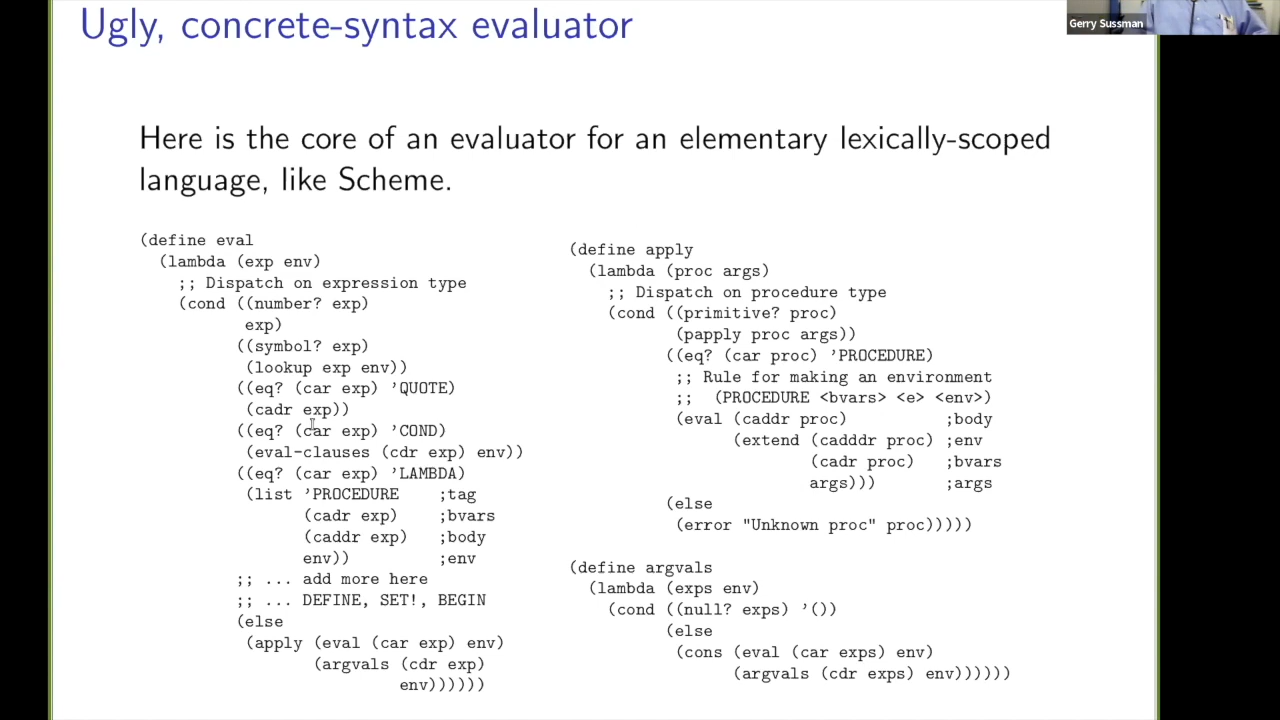 Ugly, concrete-syntax evaluator
Gerry Sussman
Here is the core of an evaluator for an elementary lexically-scoped
language, like Scheme.
(define eval
  (lambda (exp env)
    ;; Dispatch on expression type
    (cond ((number? exp)
           exp)
          ((symbol? exp)
           (lookup exp env))
          ((eq? (car exp) ’QUOTE)
           (cadr exp))
          ((eq? (car exp) ’COND)
           (eval-clauses (cdr exp) env))
          ((eq? (car exp) ’LAMBDA)
           (list ’PROCEDURE    ;tag
                 (cadr exp)    ;bvars
                 (caddr exp)   ;body
                 env))         ;env
          ;; ... add more here
          ;; ... DEFINE, SET!, BEGIN
          (else
           (apply (eval (car exp) env)
                  (argvals (cdr exp)
                           env))))))
(define apply
  (lambda (proc args)
    ;; Dispatch on procedure type
    (cond ((primitive? proc)
           (papply proc args))
          ((eq? (car proc) ’PROCEDURE)
           ;; Rule for making an environment
           ;;  (PROCEDURE <bvars> <e> <env>)
           (eval (caddr proc)          ;body
                 (extend (cadddr proc) ;env
                         (cadr proc)   ;bvars
                         args)))       ;args
          (else
           (error "Unknown proc" proc)))))
(define argvals
  (lambda (exps env)
    (cond ((null? exps) ’())
          (else
           (cons (eval (car exps) env)
                 (argvals (cdr exps) env))))))